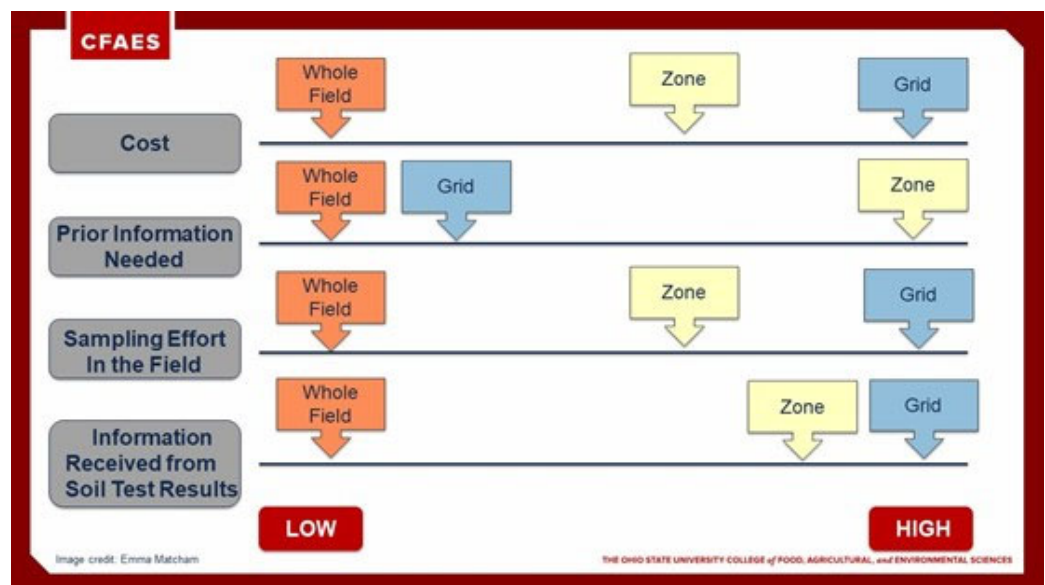 CFAES
Whole
Field
Zone
Grid
Cost
Whole
Field
Grid
Zone
Prior Information
Needed
Whole
Field
Zone
Grid
Sampling Effort
In the Field
Whole
Field
Zone
Grid
Information
Received from
Soil Test Results
LOW
HIGH
Image credit: Emma Matcham
THE OHIO STATE UNIVERSITY COLLEGE of FOOD, AGRICULTURAL, and ENVIRONMENTAL SCIENCES